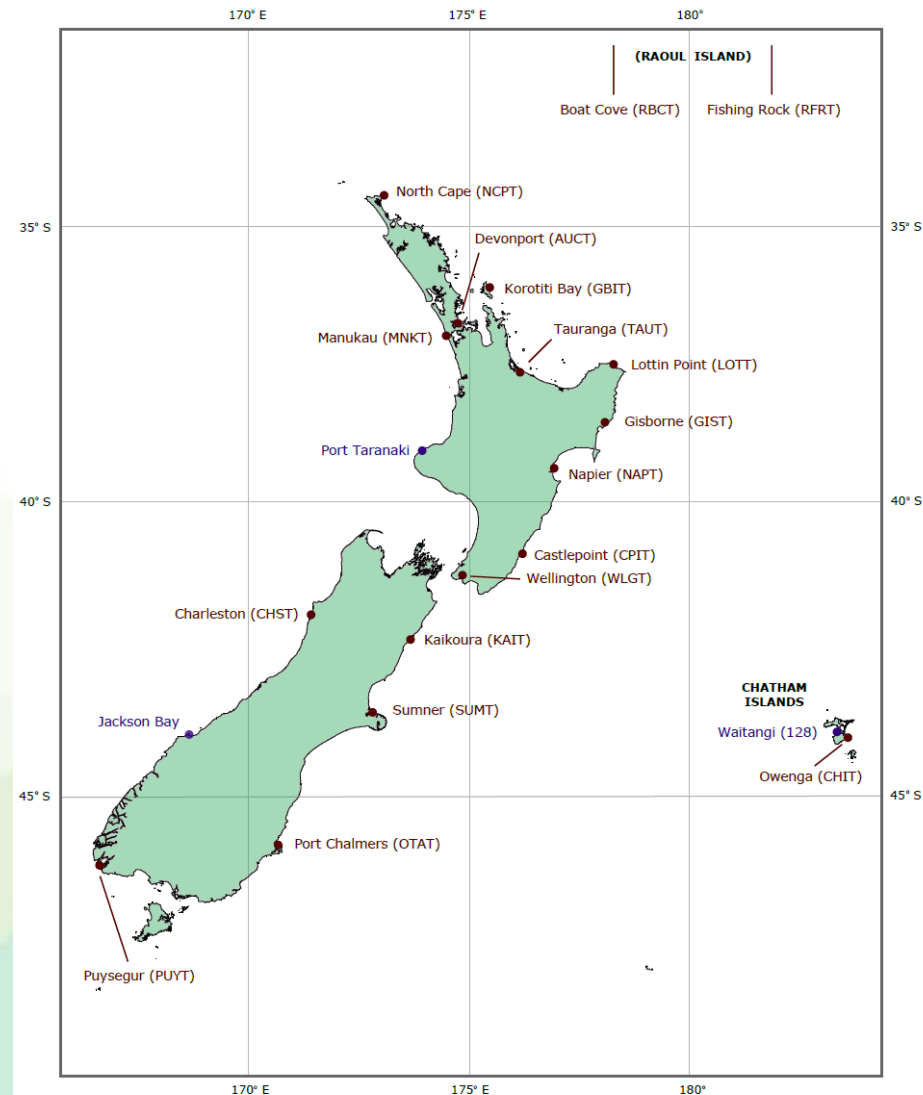 170° E
175° E
180°
(RAOUL ISLAND)
Boat Cove (RBCT)
Fishing Rock (RFRT)
North Cape (NCPT)
35° S
35° S
Devonport (AUCT)
Korotiti Bay (GBIT)
Tauranga (TAUT)
Manukau (MNKT)
Lottin Point (LOTT)
Gisborne (GIST)
Port Taranaki
Napier (NAPT)
40° S
40° S
Castlepoint (CPIT)
Wellington (WLGT)
Charleston (CHST)
Kaikoura (KAIT)
CHATHAM
ISLANDS
Sumner (SUMT)
Jackson Bay
Waitangi (128)
Owenga (CHIT)
45° S
45° S
Port Chalmers (OTAT)
Puysegur (PUYT)
170° E
175° E
180°